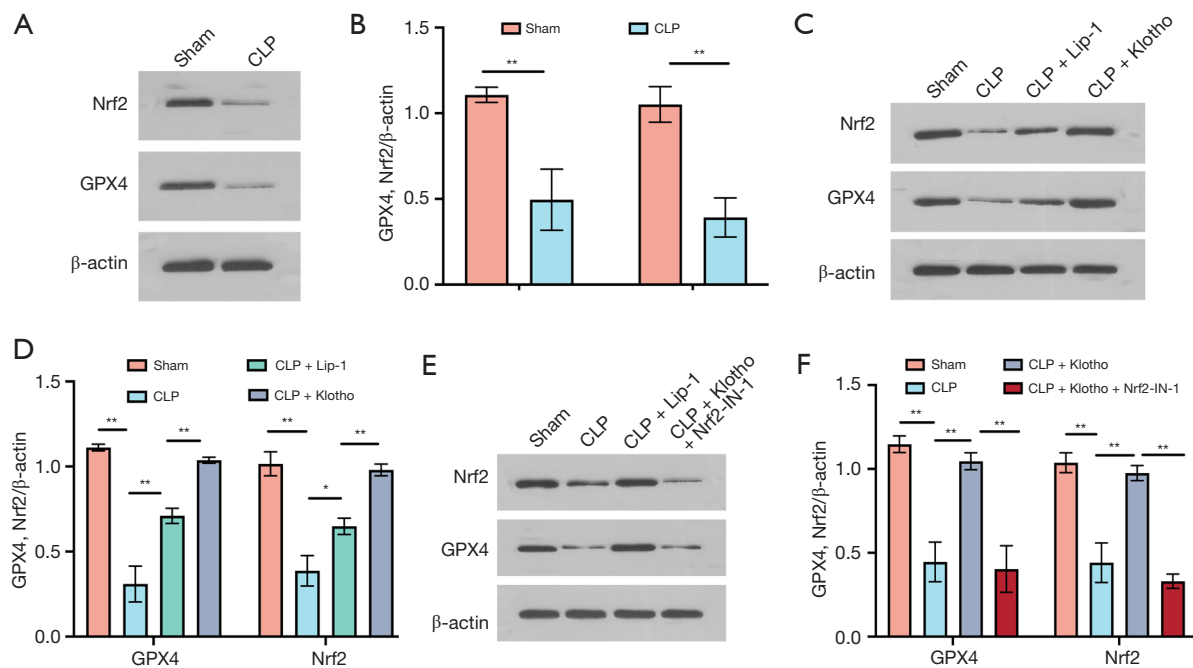 A
Sham
CLP
Nrf2
GPX4
β-actin
B
Sham
CLP
GPX4, Nrf2/β-actin
1.5
1.0
0.5
0.0
**
**
C
Sham
CLP
CLP + Lip-1
CLP + Klotho
Nrf2
GPX4
β-actin
D
Sham
CLP
CLP + Lip-1
CLP + Klotho
GPX4, Nrf2/β-actin
1.5
1.0
0.5
0.0
**
**
**
**
*
**
GPX4
Nrf2
E
Sham
CLP
CLP + Lip-1
CLP + Klotho
+ Nrf2-IN-1
Nrf2
GPX4
β-actin
F
Sham
CLP
CLP + Klotho
CLP + Klotho + Nrf2-IN-1
GPX4, Nrf2/β-actin
1.5
1.0
0.5
0.0
**
**
**
**
**
**
GPX4
Nrf2